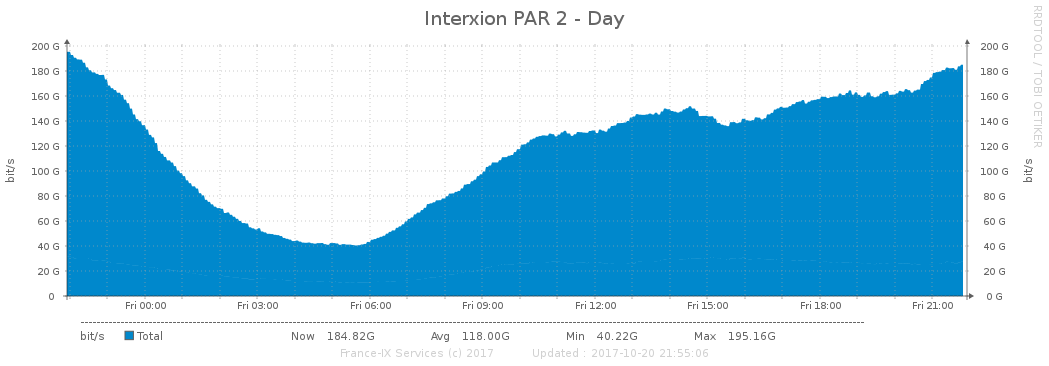 Interxion PAR 2 - Day
RRDTOOL / TOBI OETIKER
200 G 200 G
180 G 180 G
160 G 160 G
140 G 140 G
120 G 120 G
100 G 100 G
80 G 80 G
60 G 60 G
40 G 40 G
20 G 20 G
0 0 G
bit/s bit/s
Fri 00:00 Fri 03:00 Fri 06:00 Fri 09:00 Fri 12:00 Fri 15:00 Fri 18:00 Fri 21:00
bit/s Total Now 184.82G Avg 118.00G Min 40.22G Max 195.16G
France-IX Services (c) 2017 Updated : 2017-10-20 21:55:06